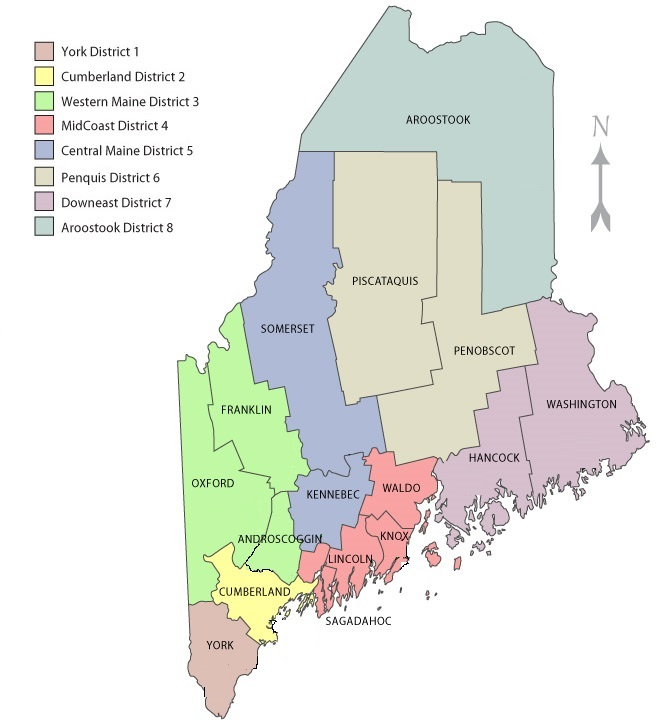 York District 1
Cumberland District 2
Western Maine District 3
MidCoast District 4
Central Maine District 5
Penquis District 6
Downeast District 7
Aroostook District 8
N
AROOSTOOK
PISCATAQUIS
SOMERSET
PENOBSCOT
WASHINGTON
FRANKLIN
HANCOCK
OXFORD
KENNEBEC
WALDO
ANDROSCOGGIN
KNOX
LINCOLN
CUMBERLAND
SAGADAHOC
YORK